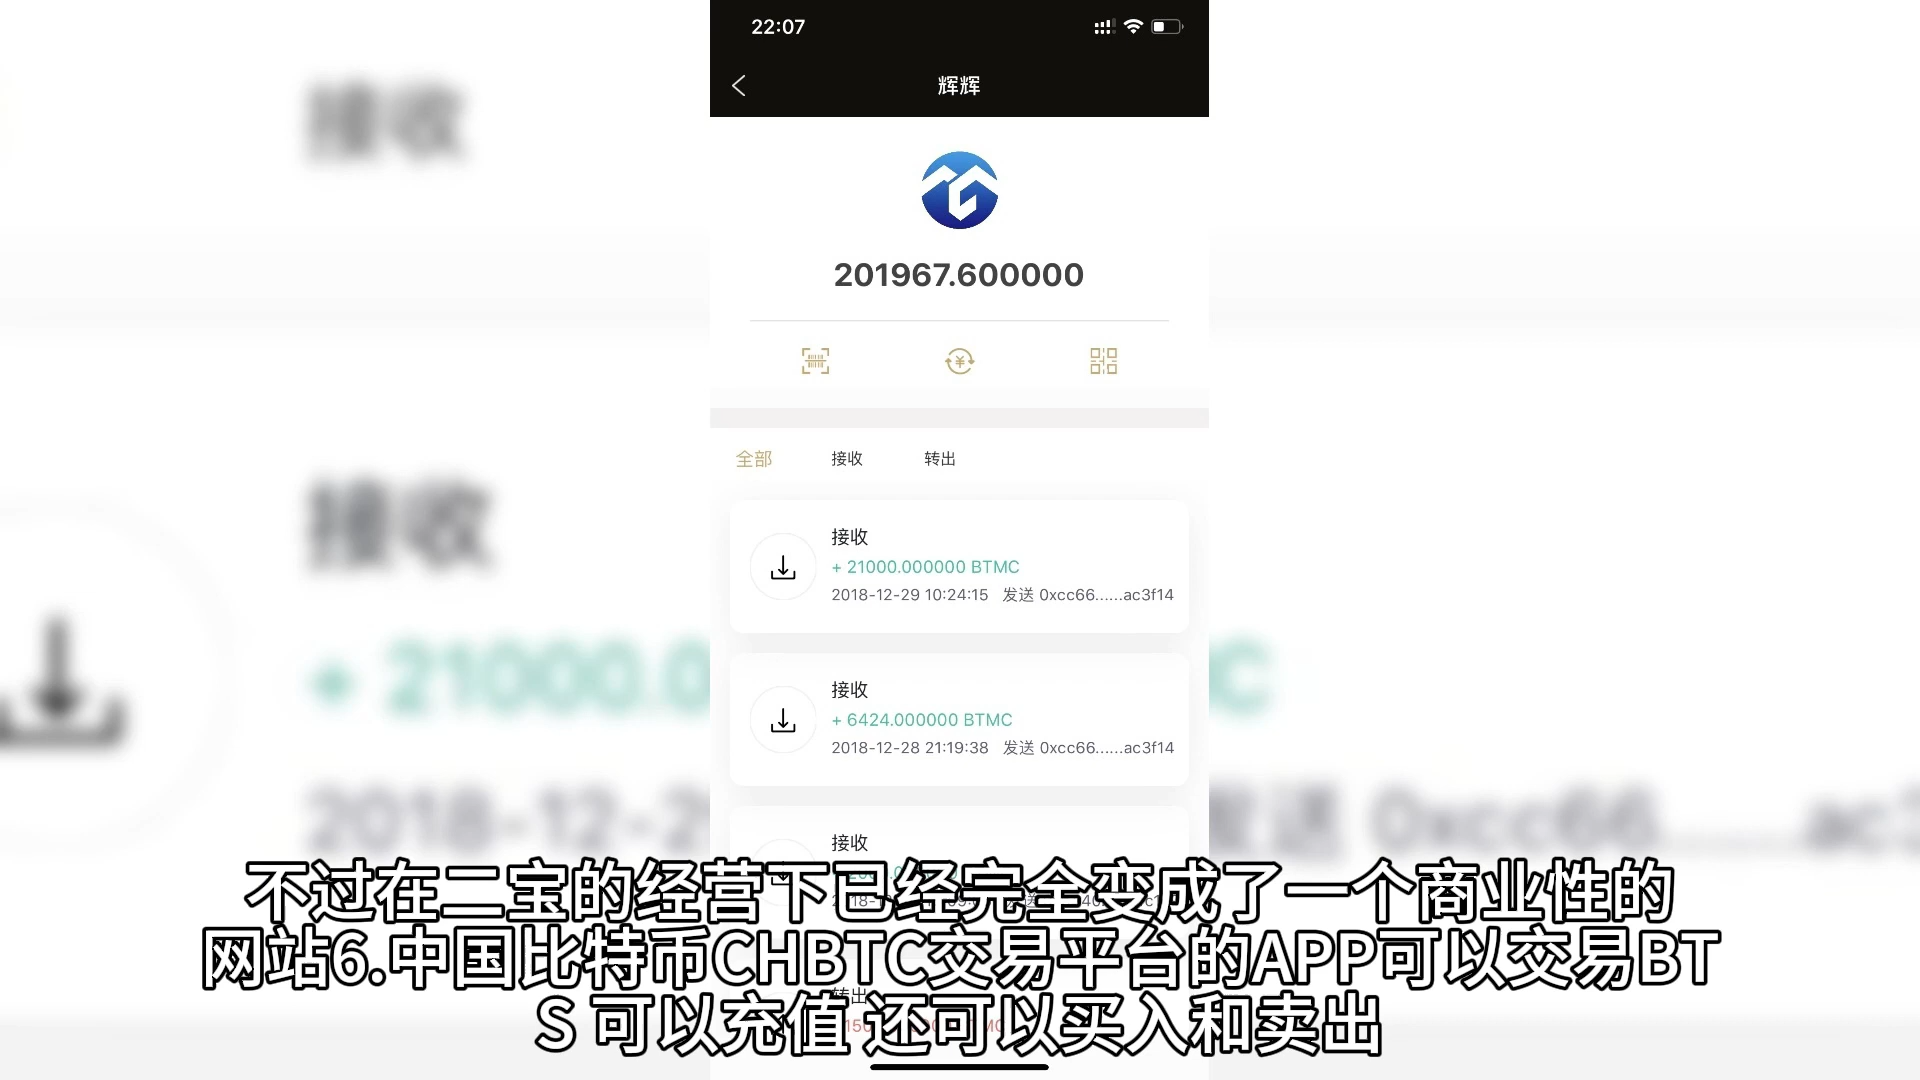 22:07
辉辉
201967.600000
全部 接收 转出
接收
+ 21000.000000 BTMC
2018-12-29 10:24:15 发送 0xcc66......ac3f14
接收
+ 6424.000000 BTMC
2018-12-28 21:19:38 发送 0xcc66......ac3f14
接收
转出
不过在二宝的经营下已经完全变成了一个商业性的
网站6.中国比特币CHBTC交易平台的APP可以交易BT
S 可以充值 还可以买入和卖出